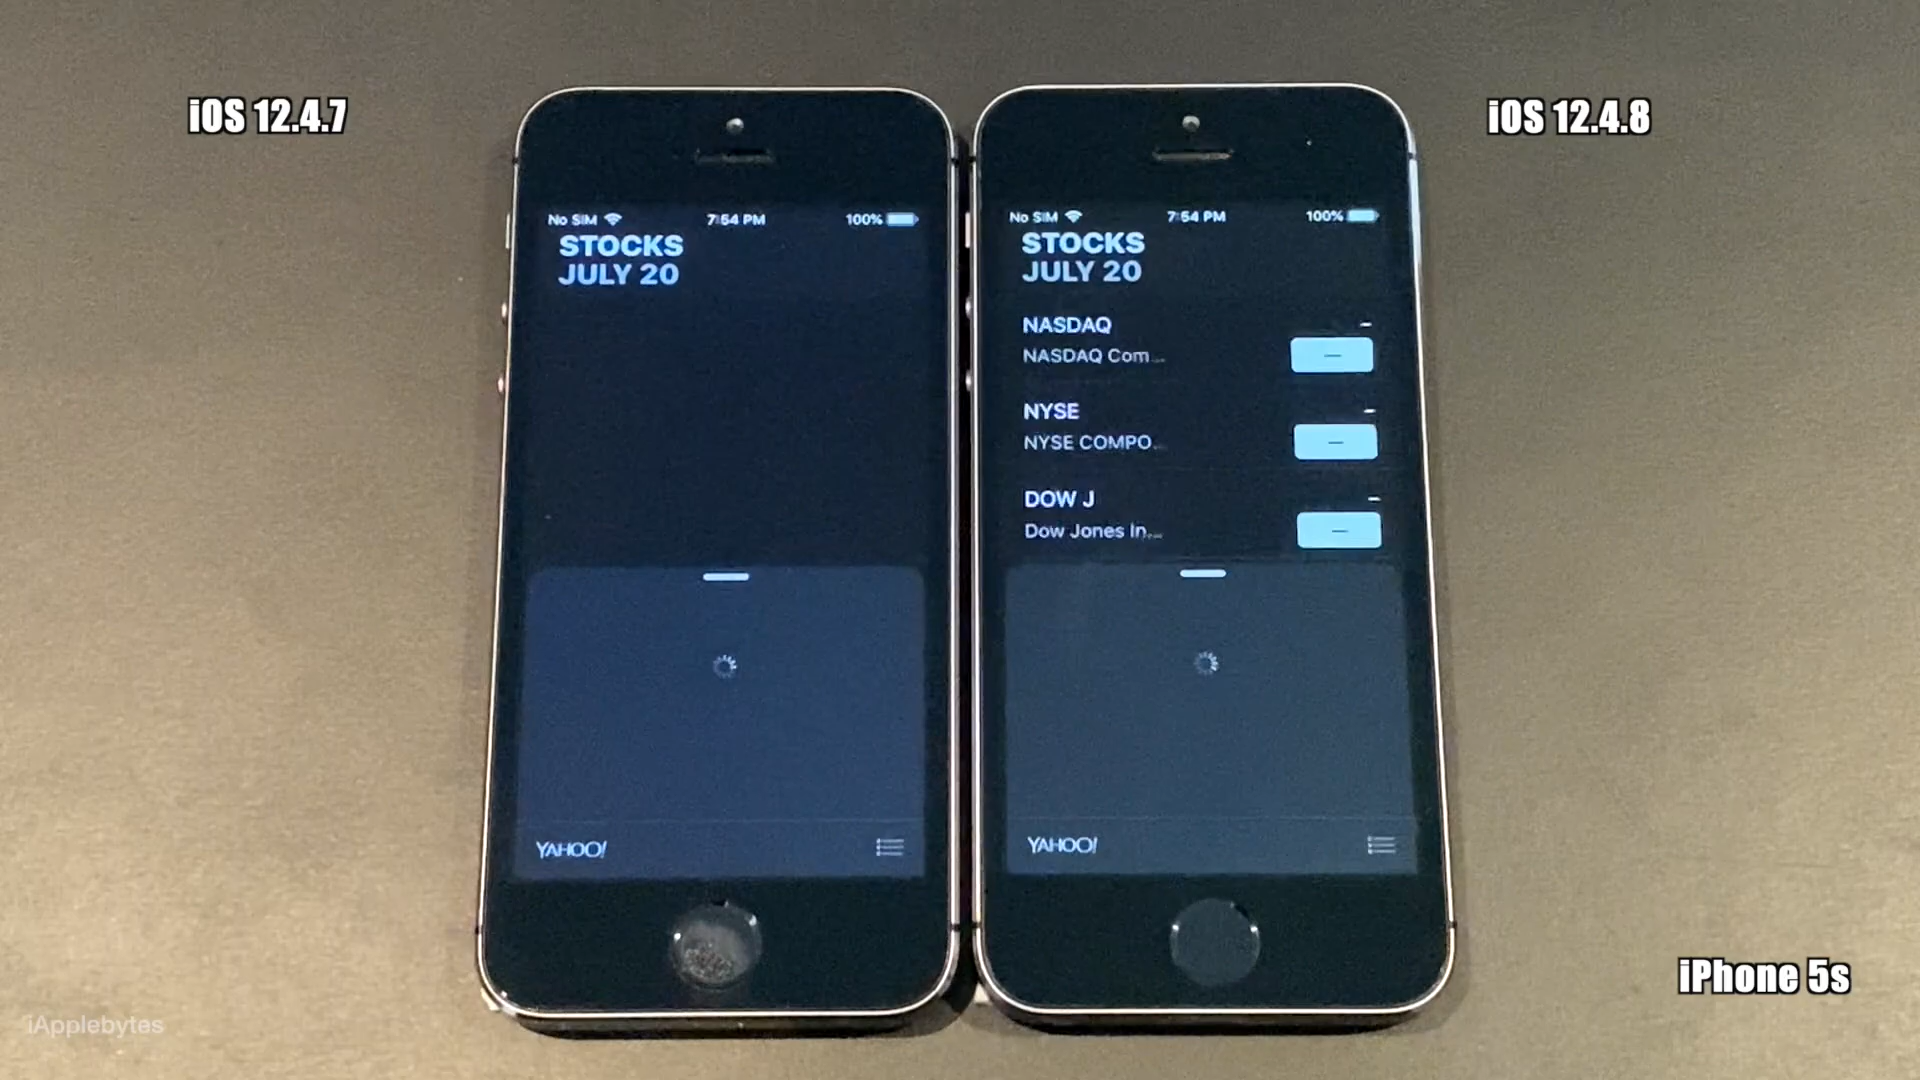 iOS 12.4.7
iOS 12.4.8
No SIM
7:54 PM
100%
STOCKS
JULY 20
YAHOO!
No SIM
7:54 PM
100%
STOCKS
JULY 20
NASDAQ
–
NASDAQ Com...
—
NYSE
–
NYSE COMPO...
—
DOW J
–
Dow Jones In...
—
YAHOO!
iPhone 5s
iApplebytes